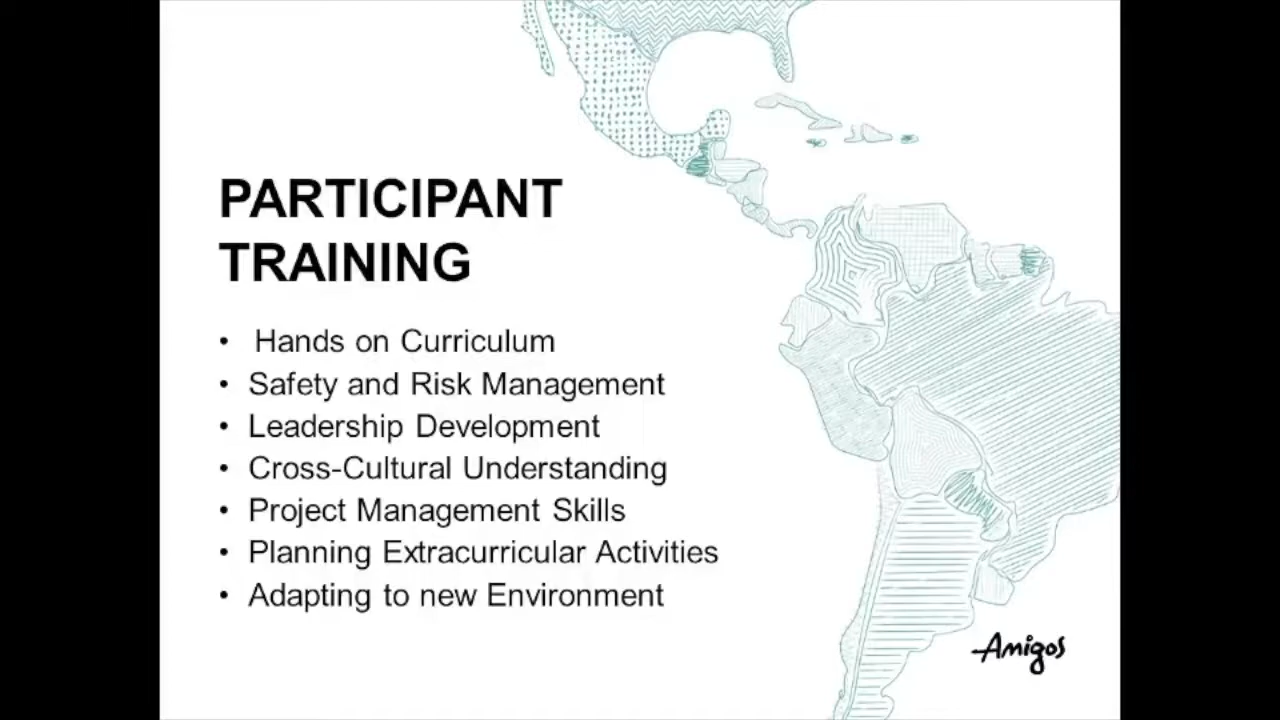 PARTICIPANT
TRAINING
• Hands on Curriculum
• Safety and Risk Management
• Leadership Development
• Cross-Cultural Understanding
• Project Management Skills
• Planning Extracurricular Activities
• Adapting to new Environment
Amigos